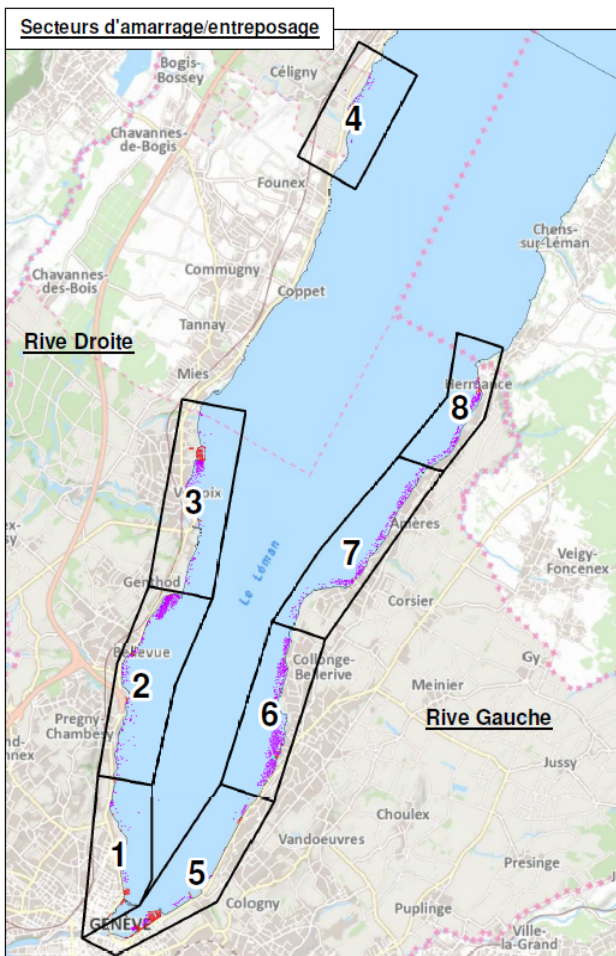 Secteurs d'amarrage/entreposage
Bogis-
Bossey
Céligny
4
Chavannes-
de-Bogis
Founex
Chens-
sur-Léman
Chavannes
des-Bois
Commugny
Coppet
Tannay
Rive Droite
Mies
Hermance
8
3
7
Anières
Le Léman
Veigy-
Foncenex
Genthod
Corsier
Bellevue
2
Collonge-
Bellerive
Gy
Meinier
6
Rive Gauche
Pregny-
Chambésy
Jussy
Choulex
1
Vandoeuvres
5
Presinge
Cologny
Puplinge
GENÈVE
Ville-
la-Grand